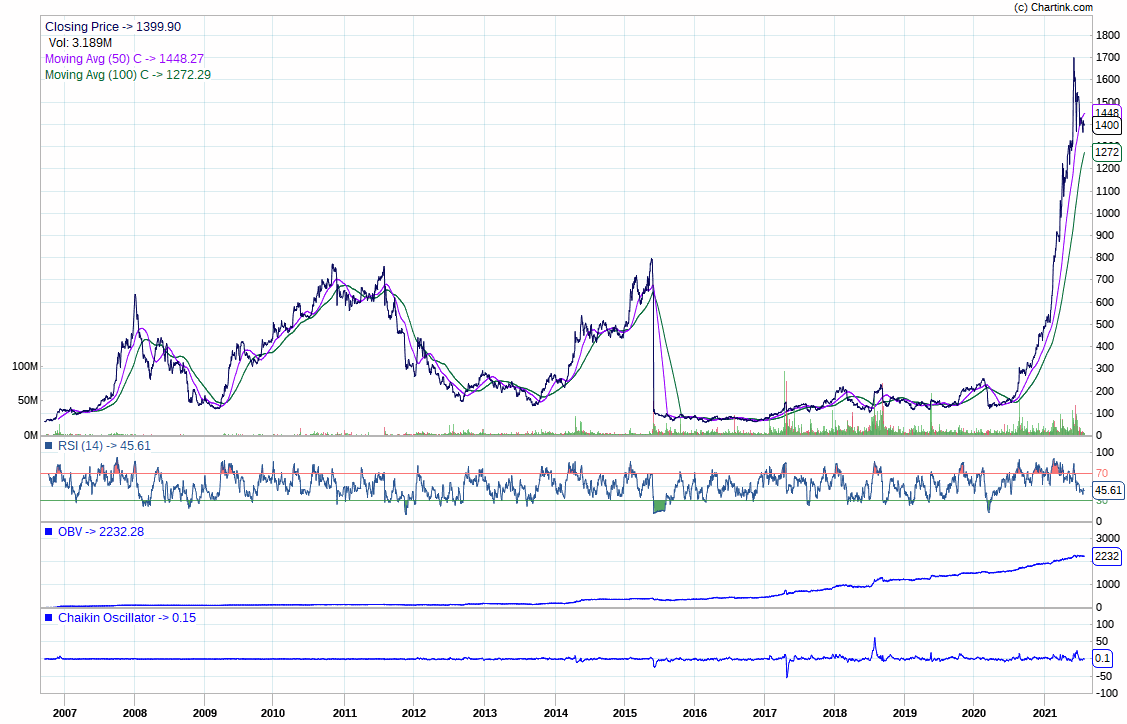 (c) Chartink.com
Closing Price -> 1399.90
Vol: 3.189M
Moving Avg (50) C -> 1448.27
Moving Avg (100) C -> 1272.29
1800
1700
1600
1500
1448
1400
1300
1272
1200
1100
1000
900
800
700
600
500
400
300
200
100
0
100M
50M
0M
RSI (14) -> 45.61
100
70
45.61
30
0
OBV -> 2232.28
3000
2232
1000
0
Chaikin Oscillator -> 0.15
100
50
0.1
-50
-100
2007 2008 2009 2010 2011 2012 2013 2014 2015 2016 2017 2018 2019 2020 2021